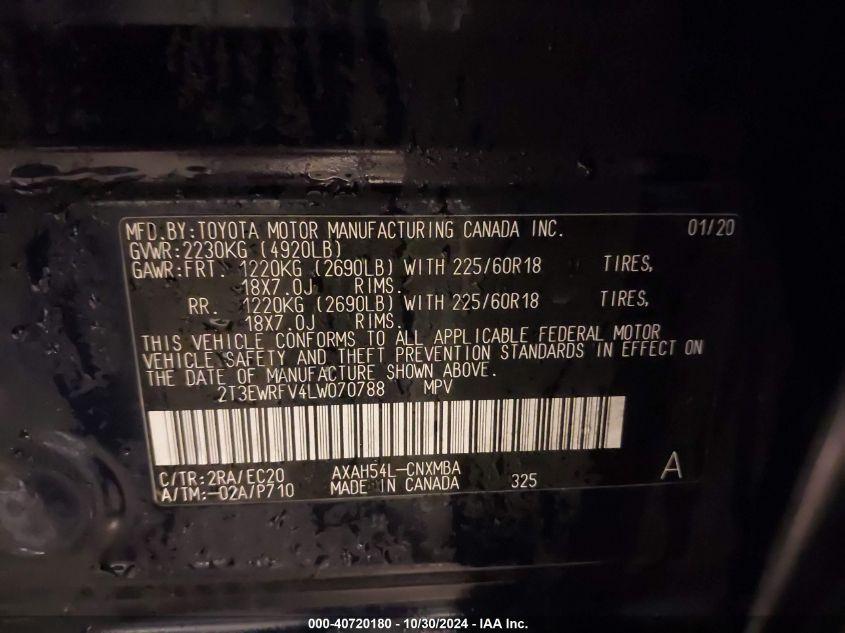 MFD.BY:TOYOTA MOTOR MANUFACTURING CANADA INC. 01/20
GVWR:2230KG (4920LB)
GAWR:FRT. 1220KG (2690LB) WITH 225/60R18 TIRES,
18X7.0J RIMS.
RR. 1220KG (2690LB) WITH 225/60R18 TIRES,
18X7.0J RIMS.
THIS VEHICLE CONFORMS TO ALL APPLICABLE FEDERAL MOTOR
VEHICLE SAFETY AND THEFT PREVENTION STANDARDS IN EFFECT ON
THE DATE OF MANUFACTURE SHOWN ABOVE.
2T3EWRFV4LW070788 MPV
C/TR:2RA/EC20 AXAH54L-CNXMBA A
A/TM:-02A/P710 MADE IN CANADA 325
000-40720180 - 10/30/2024 - IAA Inc.